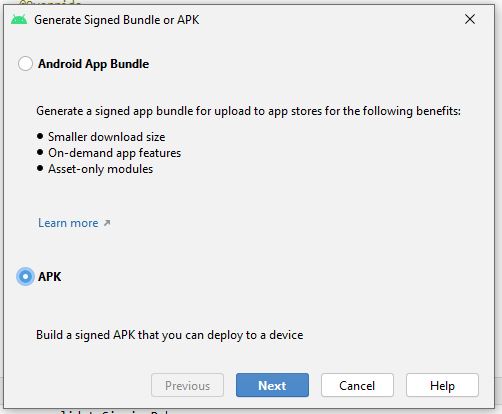 @Override
Generate Signed Bundle or APK
Android App Bundle
Generate a signed app bundle for upload to app stores for the following benefits:
Smaller download size
On-demand app features
Asset-only modules
Learn more ↗
APK
Build a signed APK that you can deploy to a device
Previous Next Cancel Help